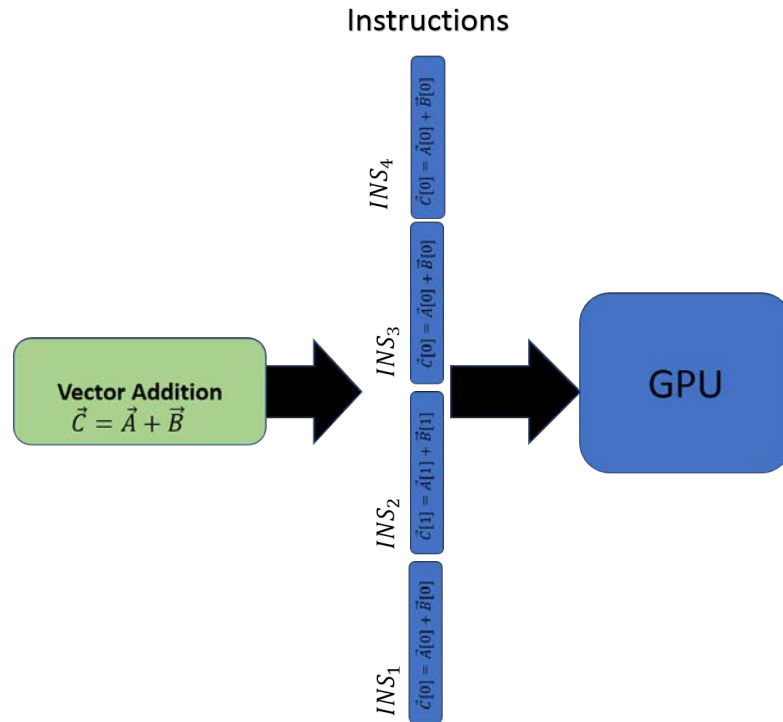 Instructions
INS₄
C⃗[0] = A⃗[0] + B⃗[0]
INS₃
C⃗[0] = A⃗[0] + B⃗[0]
Vector Addition
C⃗ = A⃗ + B⃗
GPU
INS₂
C⃗[1] = A⃗[1] + B⃗[1]
INS₁
C⃗[0] = A⃗[0] + B⃗[0]